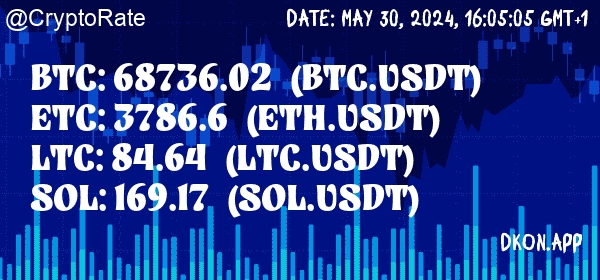 @CryptoRate
DATE: MAY 30, 2024, 16:05:05 GMT+1
BTC: 68736.02 (BTC.USDT)
ETC: 3786.6 (ETH.USDT)
LTC: 84.64 (LTC.USDT)
SOL: 169.17 (SOL.USDT)
DKON.APP